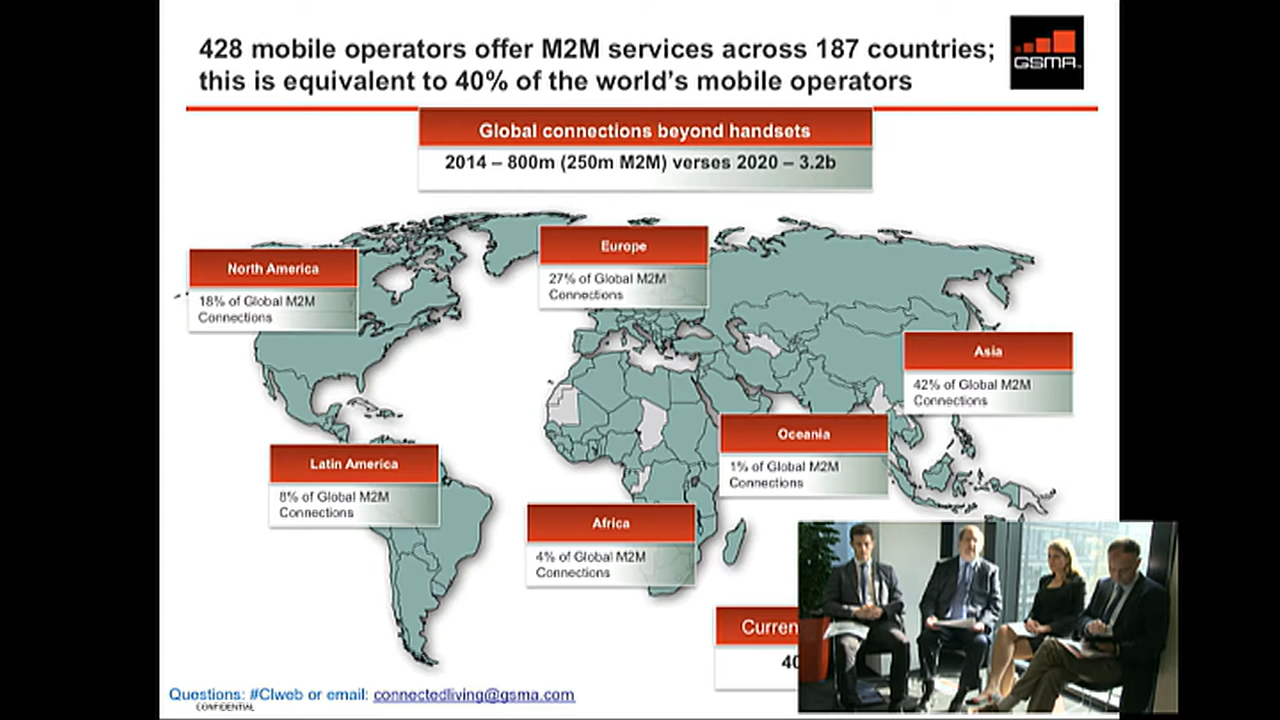 428 mobile operators offer M2M services across 187 countries;
this is equivalent to 40% of the world's mobile operators
GSMA
Global connections beyond handsets
2014 – 800m (250m M2M) verses 2020 – 3.2b
North America
18% of Global M2M
Connections
Europe
27% of Global M2M
Connections
Asia
42% of Global M2M
Connections
Oceania
1% of Global M2M
Connections
Latin America
8% of Global M2M
Connections
Africa
4% of Global M2M
Connections
Questions: #CIweb or email: connectedliving@gsma.com
CONFIDENTIAL